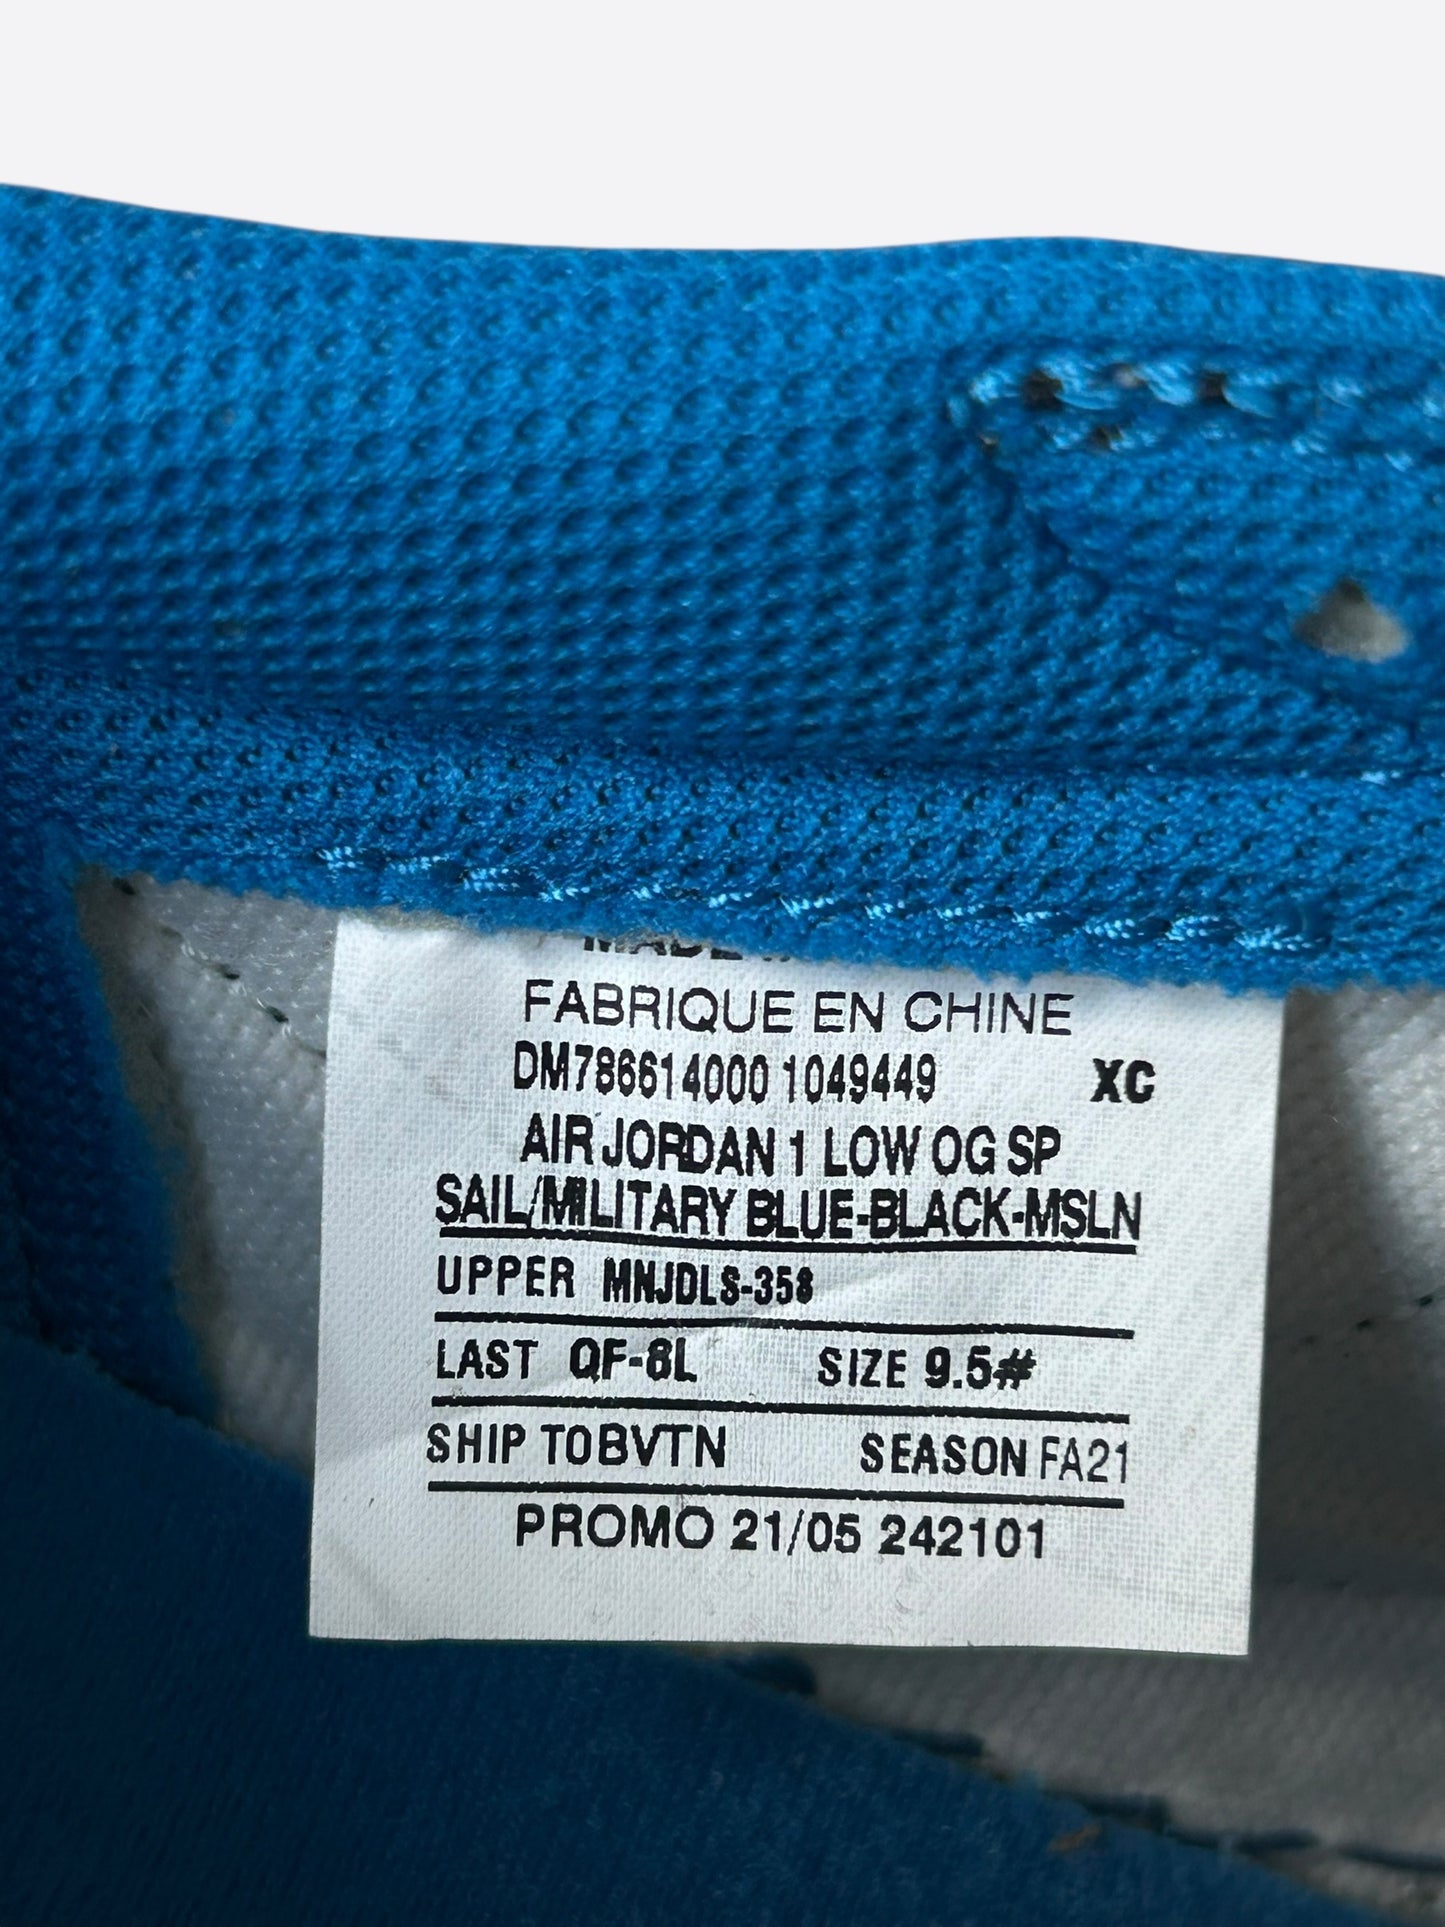 MADE
FABRIQUE EN CHINE
DM786614000 1049449 XC
AIR JORDAN 1 LOW OG SP
SAIL/MILITARY BLUE-BLACK-MSLN
UPPER MNJDLS-358
LAST QF-8L SIZE 9.5#
SHIP TOBVTN SEASON FA21
PROMO 21/05 242101